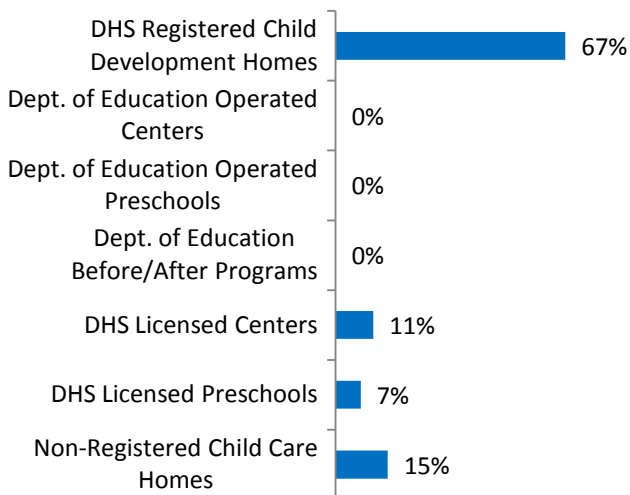 DHS Registered Child
Development Homes
67%
Dept. of Education Operated
Centers
0%
Dept. of Education Operated
Preschools
0%
Dept. of Education
Before/After Programs
0%
DHS Licensed Centers
11%
DHS Licensed Preschools
7%
Non-Registered Child Care
Homes
15%